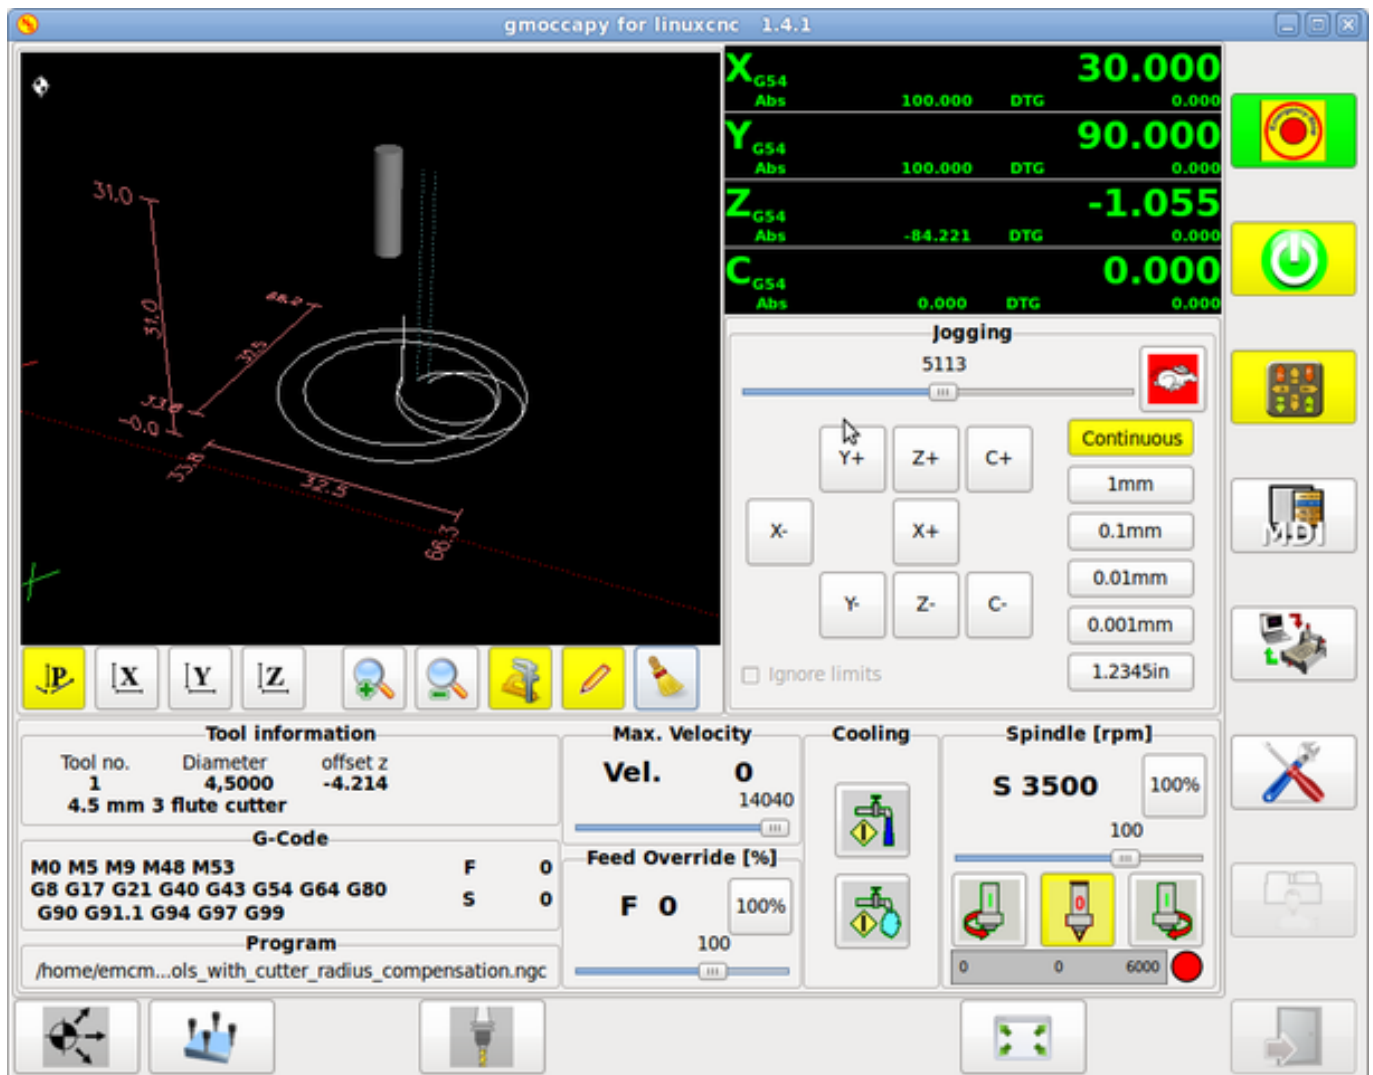 gmoccapy for linuxcnc 1.4.1
31.0
31.0
33.8
-0.0
33.8
32.5
66.3
X G54 30.000
Abs 100.000 DTG 0.000
Y G54 90.000
Abs 100.000 DTG 0.000
Z G54 -1.055
Abs -84.221 DTG 0.000
C G54 0.000
Abs 0.000 DTG 0.000
Jogging
5113
Continuous
Y+ Z+ C+
1mm
X- X+
0.1mm
0.01mm
Y- Z- C-
0.001mm
Ignore limits
1.2345in
MDI
P X Y Z
Tool information
Tool no. Diameter offset z
1 4,5000 -4.214
4.5 mm 3 flute cutter
G-Code
M0 M5 M9 M48 M53 F 0
G8 G17 G21 G40 G43 G54 G64 G80 S 0
G90 G91.1 G94 G97 G99
Program
/home/emcm...ols_with_cutter_radius_compensation.ngc
Max. Velocity
Vel. 0
14040
Feed Override [%]
F 0 100%
100
Cooling
Spindle [rpm]
S 3500 100%
100
I 0 I
0 0 6000